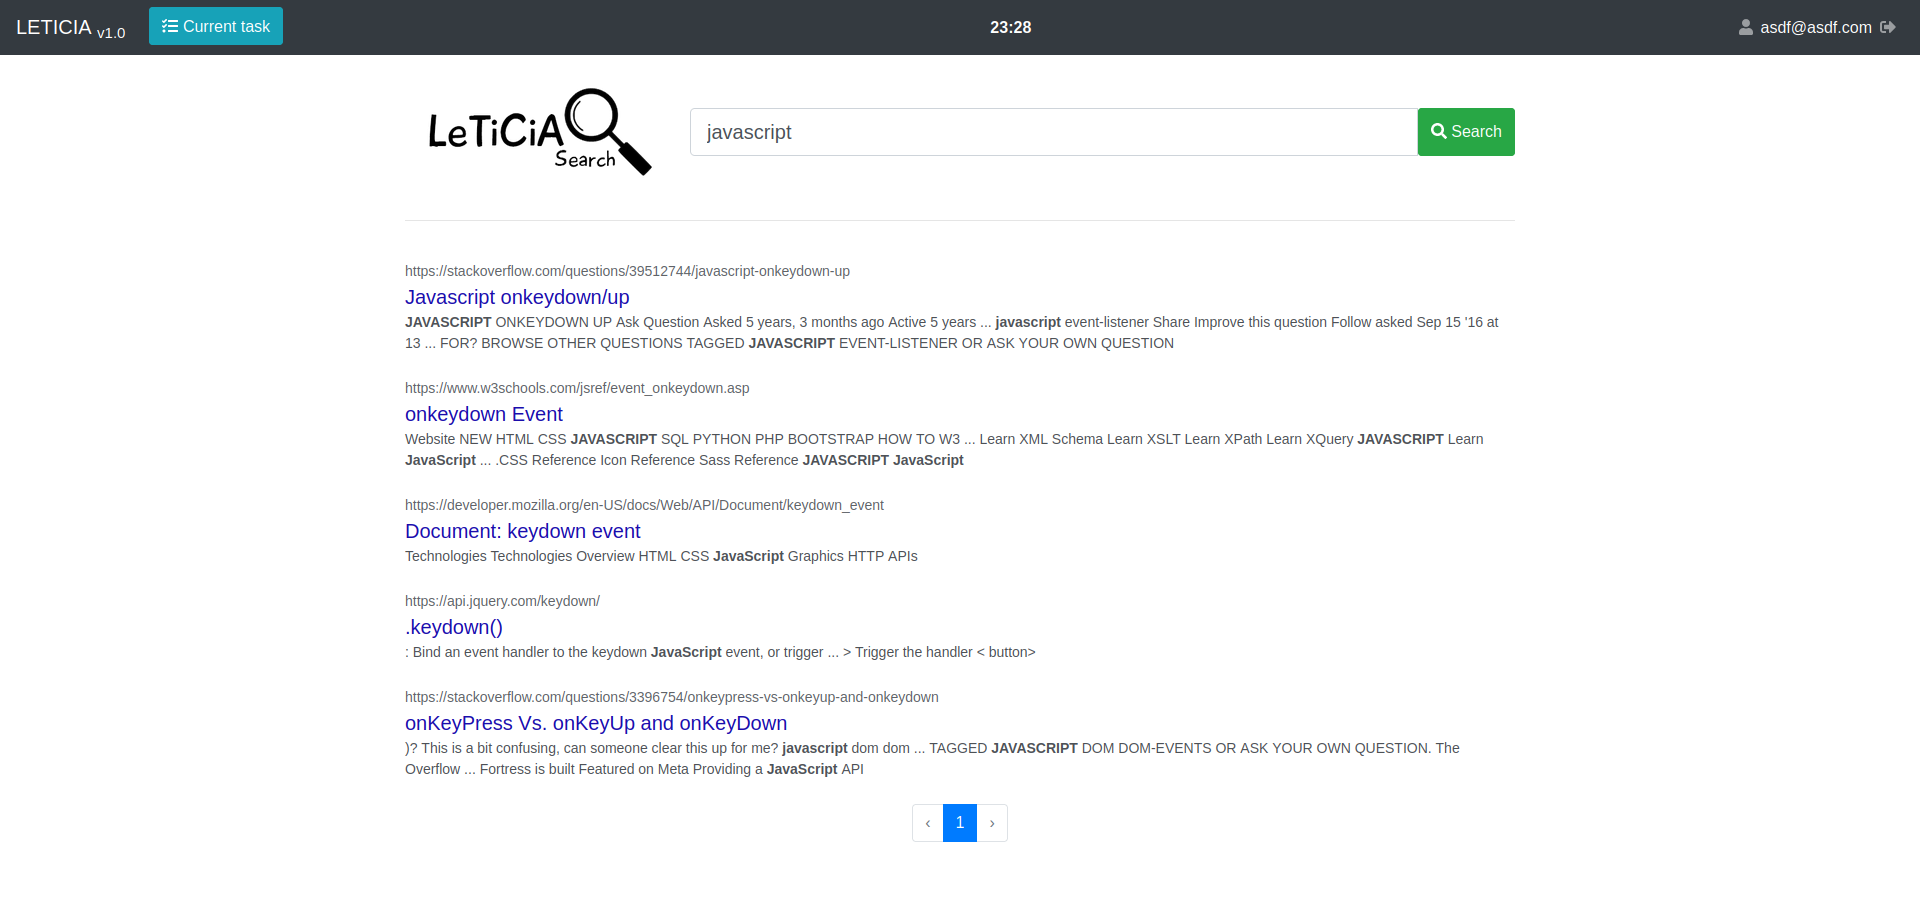 LETICIA v1.0 Current task 23:28 asdf@asdf.com
LeTiCiA
Search
javascript Search
https://stackoverflow.com/questions/39512744/javascript-onkeydown-up
Javascript onkeydown/up
JAVASCRIPT ONKEYDOWN UP Ask Question Asked 5 years, 3 months ago Active 5 years ... javascript event-listener Share Improve this question Follow asked Sep 15 '16 at
13 ... FOR? BROWSE OTHER QUESTIONS TAGGED JAVASCRIPT EVENT-LISTENER OR ASK YOUR OWN QUESTION
https://www.w3schools.com/jsref/event_onkeydown.asp
onkeydown Event
Website NEW HTML CSS JAVASCRIPT SQL PYTHON PHP BOOTSTRAP HOW TO W3 ... Learn XML Schema Learn XSLT Learn XPath Learn XQuery JAVASCRIPT Learn
JavaScript ... .CSS Reference Icon Reference Sass Reference JAVASCRIPT JavaScript
https://developer.mozilla.org/en-US/docs/Web/API/Document/keydown_event
Document: keydown event
Technologies Technologies Overview HTML CSS JavaScript Graphics HTTP APIs
https://api.jquery.com/keydown/
.keydown()
: Bind an event handler to the keydown JavaScript event, or trigger ... > Trigger the handler < button>
https://stackoverflow.com/questions/3396754/onkeypress-vs-onkeyup-and-onkeydown
onKeyPress Vs. onKeyUp and onKeyDown
)? This is a bit confusing, can someone clear this up for me? javascript dom dom ... TAGGED JAVASCRIPT DOM DOM-EVENTS OR ASK YOUR OWN QUESTION. The
Overflow ... Fortress is built Featured on Meta Providing a JavaScript API
‹ 1 ›